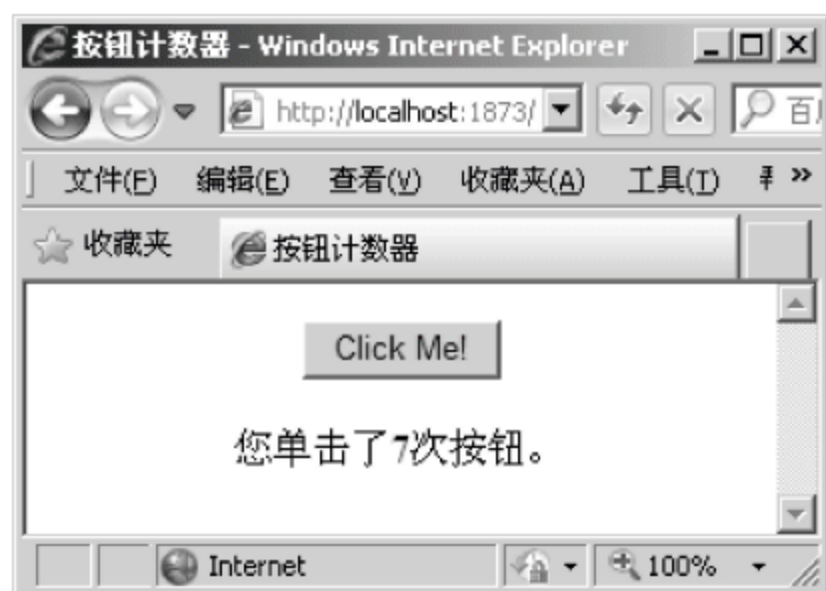 按钮计数器 - Windows Internet Explorer
http://localhost:1873/
文件(F) 编辑(E) 查看(V) 收藏夹(A) 工具(T)
收藏夹 按钮计数器
Click Me!
您单击了7次按钮。
Internet 100%